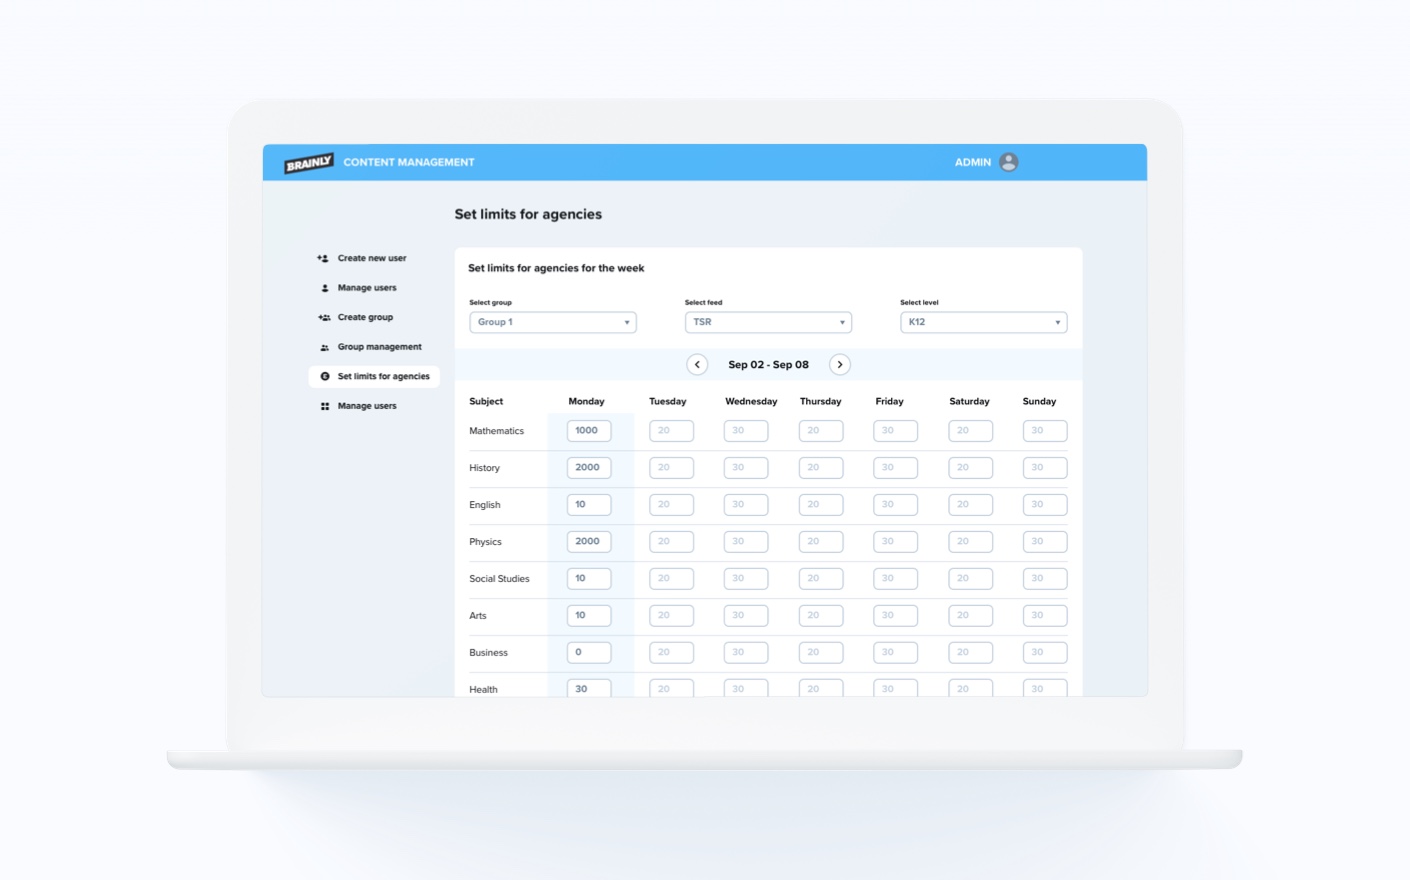 BRAINLY CONTENT MANAGEMENT ADMIN
Set limits for agencies
Create new user
Manage users
Create group
Group management
Set limits for agencies
Manage users
Set limits for agencies for the week
Select group Select feed Select level
Group 1 TSR K12
Sep 02 - Sep 08
Subject Monday Tuesday Wednesday Thursday Friday Saturday Sunday
Mathematics 1000 20 30 20 30 20 30
History 2000 20 30 20 30 20 30
English 10 20 30 20 30 20 30
Physics 2000 20 30 20 30 20 30
Social Studies 10 20 30 20 30 20 30
Arts 10 20 30 20 30 20 30
Business 0 20 30 20 30 20 30
Health 30 20 30 20 30 20 30